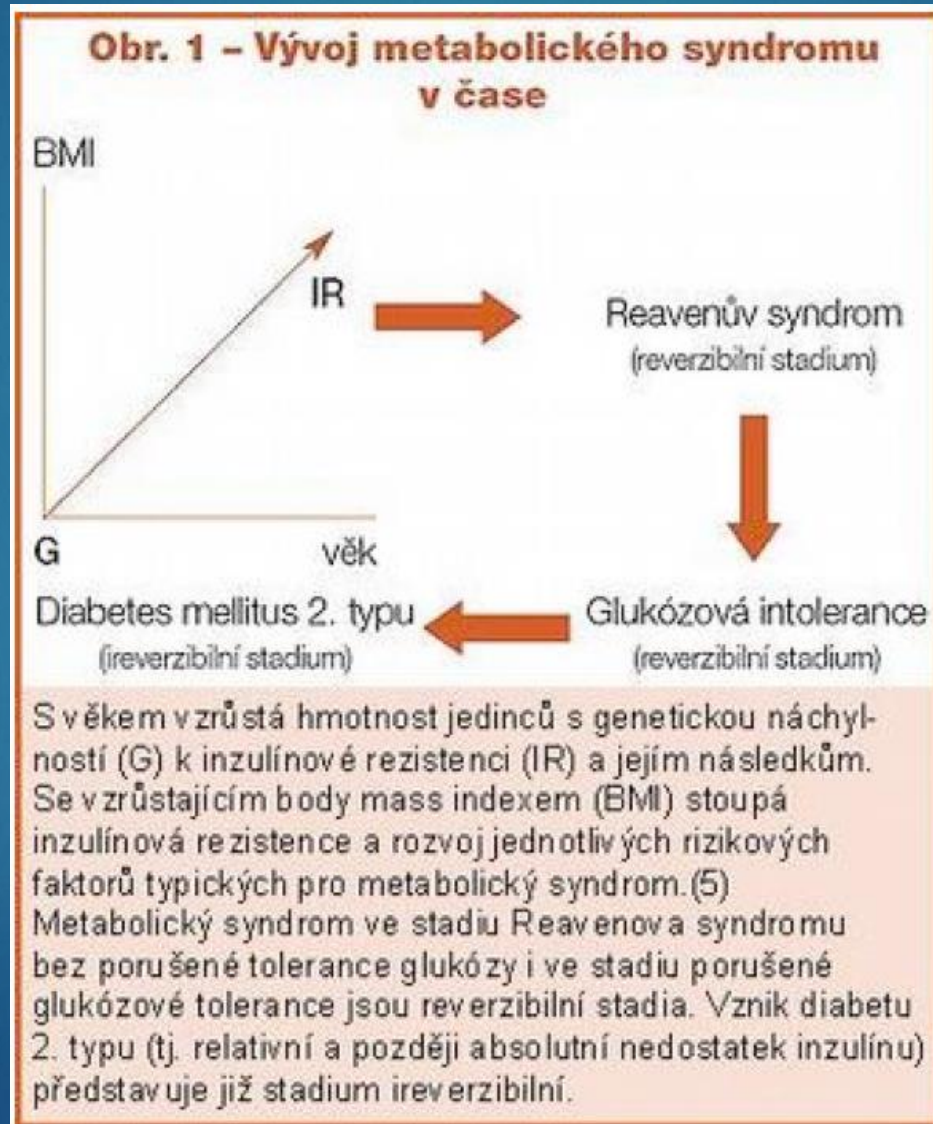 Obr. 1 – Vývoj metabolického syndromu
v čase
BMI
IR
Reavenův syndrom
(reverzibilní stadium)
G
věk
Diabetes mellitus 2. typu
(ireverzibilní stadium)
Glukózová intolerance
(reverzibilní stadium)
S věkem vzrůstá hmotnost jedinců s genetickou náchyl-
ností (G) k inzulínové rezistenci (IR) a jejím následkům.
Se vzrůstajícím body mass indexem (BMI) stoupá
inzulínová rezistence a rozvoj jednotlivých rizikových
faktorů typických pro metabolický syndrom.(5)
Metabolický syndrom ve stadiu Reavenova syndromu
bez porušené tolerance glukózy i ve stadiu porušené
glukózové tolerance jsou reverzibilní stadia. Vznik diabetu
2. typu (tj. relativní a později absolutní nedostatek inzulínu)
představuje již stadium ireverzibilní.